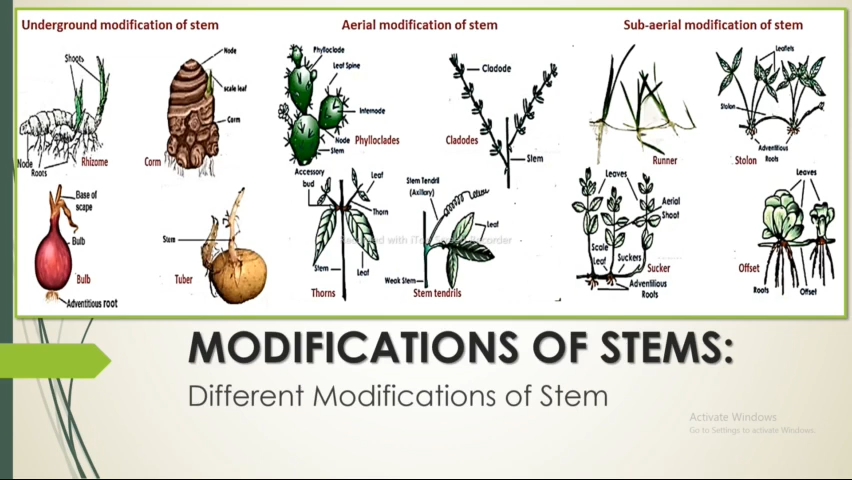 Underground modification of stem
Aerial modification of stem
Sub-aerial modification of stem
Shoots
Node
Roots
Rhizome
Node
scale leaf
Corm
Corm
Phylloclade
Leaf Spine
Internode
Node
Stem
Phylloclades
Cladode
Cladodes
Stem
Runner
Leaflets
Stolon
Adventitious
Roots
Stolon
Base of
scape
Bulb
Bulb
Adventitious root
Stem
Tuber
Accessory
bud
Leaf
Thorn
Stem
Leaf
Thorns
Stem Tendril
(Axillary)
Leaf
Weak Stem
Stem tendrils
Leaves
Aerial
Shoot
Scale
Leaf
Suckers
Sucker
Adventitious
Roots
Leaves
Offset
Roots
Offset
MODIFICATIONS OF STEMS:
Different Modifications of Stem
Activate Windows
Go to Settings to activate Windows.